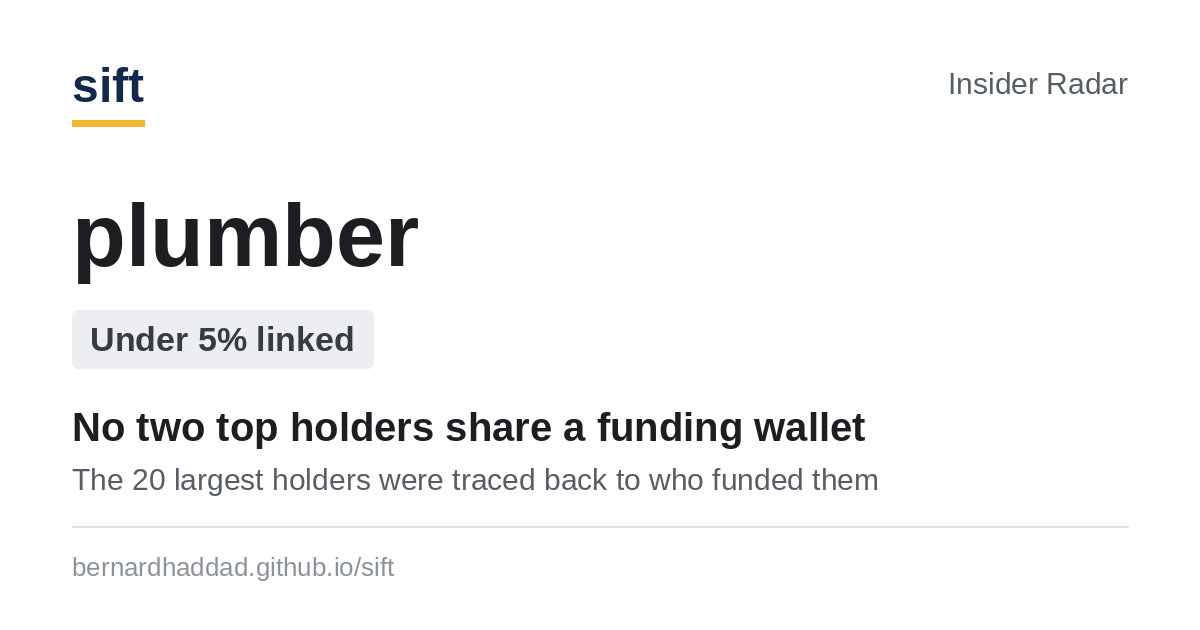 sift
Insider Radar
plumber
Under 5% linked
No two top holders share a funding wallet
The 20 largest holders were traced back to who funded them
bernardhaddad.github.io/sift